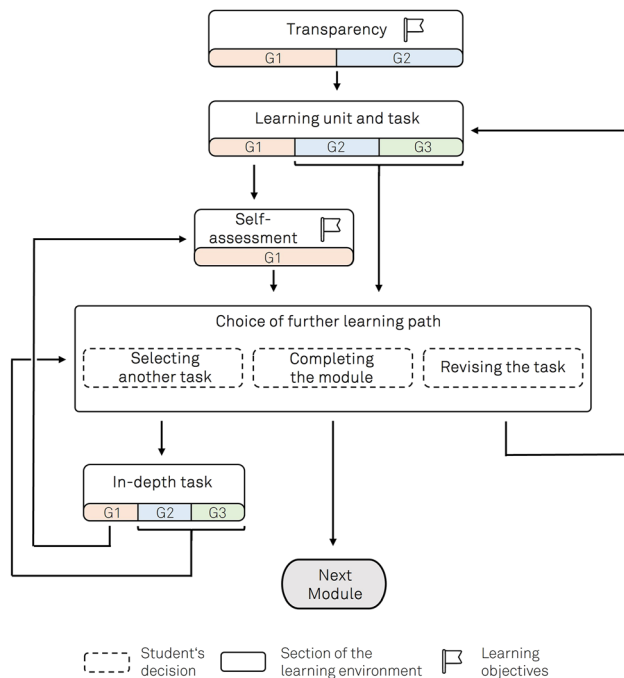 Transparency
G1 G2
Learning unit and task
G1 G2 G3
Self-
assessment
G1
Choice of further learning path
Selecting
another task
Completing
the module
Revising the task
In-depth task
G1 G2 G3
Next
Module
Student's
decision
Section of the
learning environment
Learning
objectives